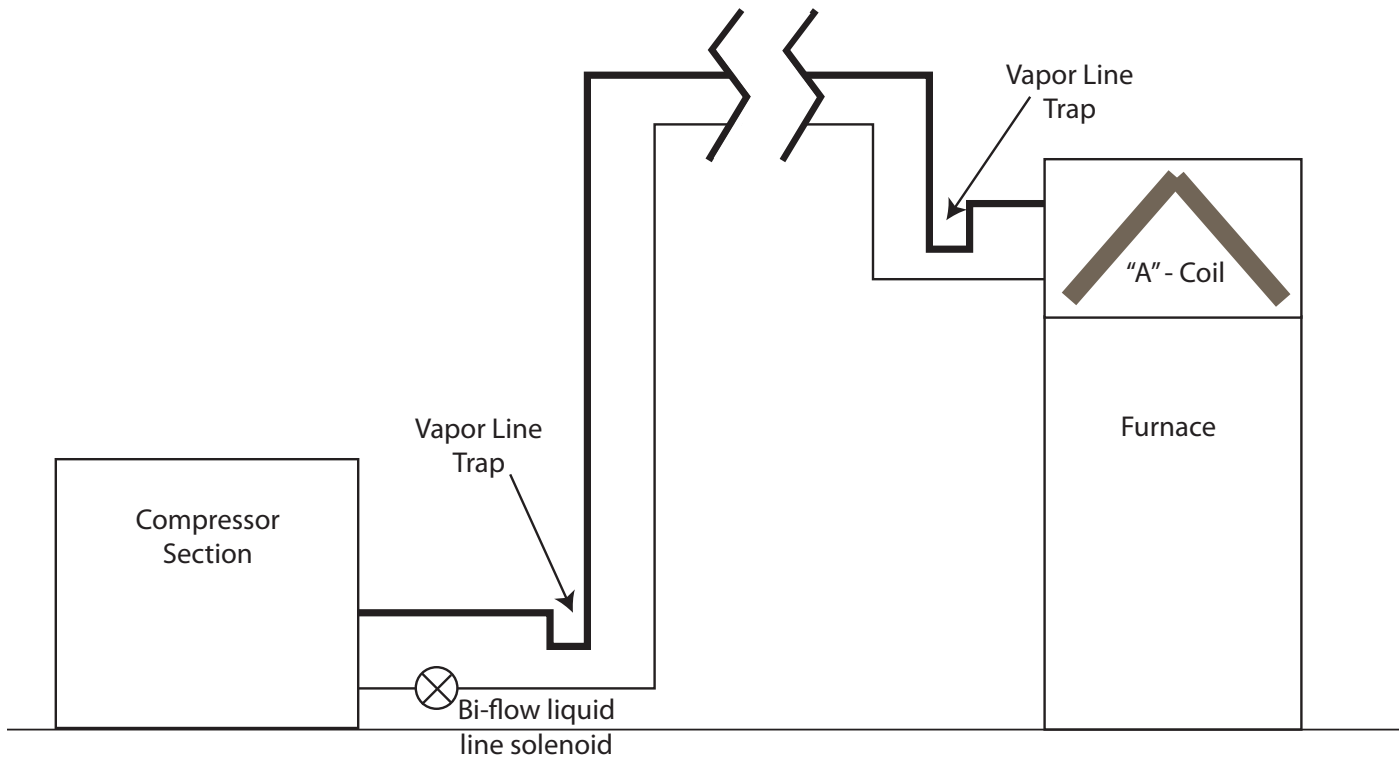 Vapor Line
Trap
"A" - Coil
Furnace
Vapor Line
Trap
Compressor
Section
Bi-flow liquid
line solenoid